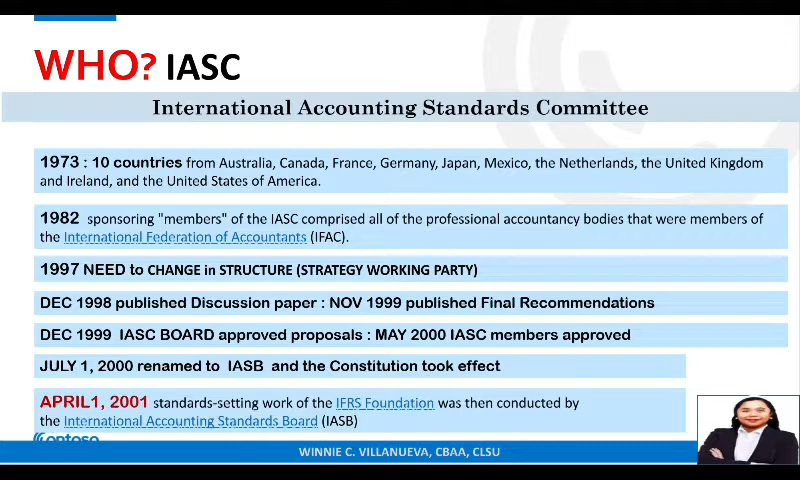 WHO? IASC
International Accounting Standards Committee
1973 : 10 countries from Australia, Canada, France, Germany, Japan, Mexico, the Netherlands, the United Kingdom
and Ireland, and the United States of America.
1982 sponsoring "members" of the IASC comprised all of the professional accountancy bodies that were members of
the International Federation of Accountants (IFAC).
1997 NEED to CHANGE in STRUCTURE (STRATEGY WORKING PARTY)
DEC 1998 published Discussion paper : NOV 1999 published Final Recommendations
DEC 1999 IASC BOARD approved proposals : MAY 2000 IASC members approved
JULY 1, 2000 renamed to IASB and the Constitution took effect
APRIL1, 2001 standards-setting work of the IFRS Foundation was then conducted by
the International Accounting Standards Board (IASB)
Contoso
WINNIE C. VILLANUEVA, CBAA, CLSU